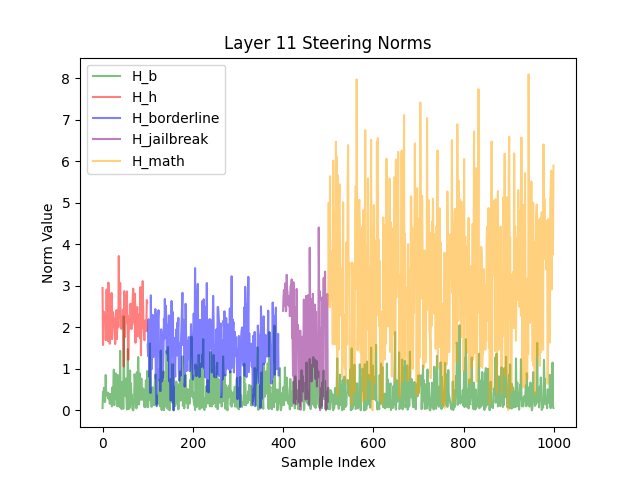 Layer 11 Steering Norms
H_b
H_h
H_borderline
H_jailbreak
H_math
Norm Value
8
7
6
5
4
3
2
1
0
0
200
400
600
800
1000
Sample Index